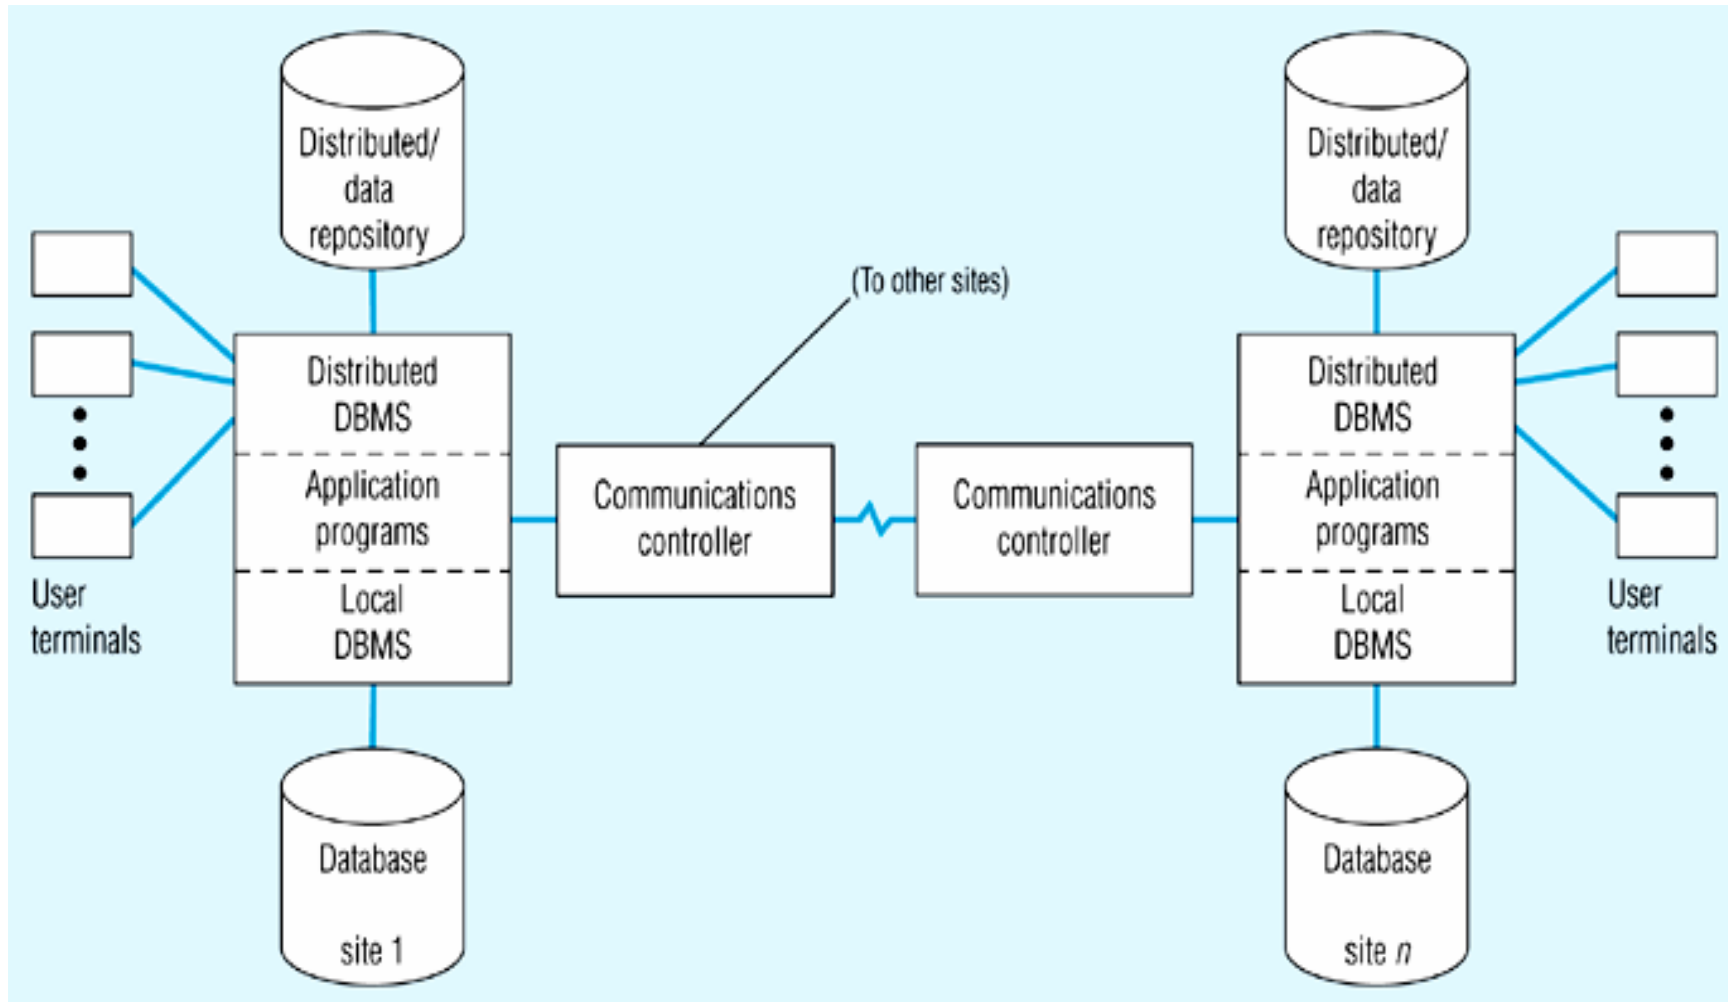 Distributed/
data
repository
Distributed/
data
repository
(To other sites)
Distributed
DBMS
Application
programs
Local
DBMS
Communications
controller
Communications
controller
Distributed
DBMS
Application
programs
Local
DBMS
User
terminals
User
terminals
Database
site 1
Database
site n